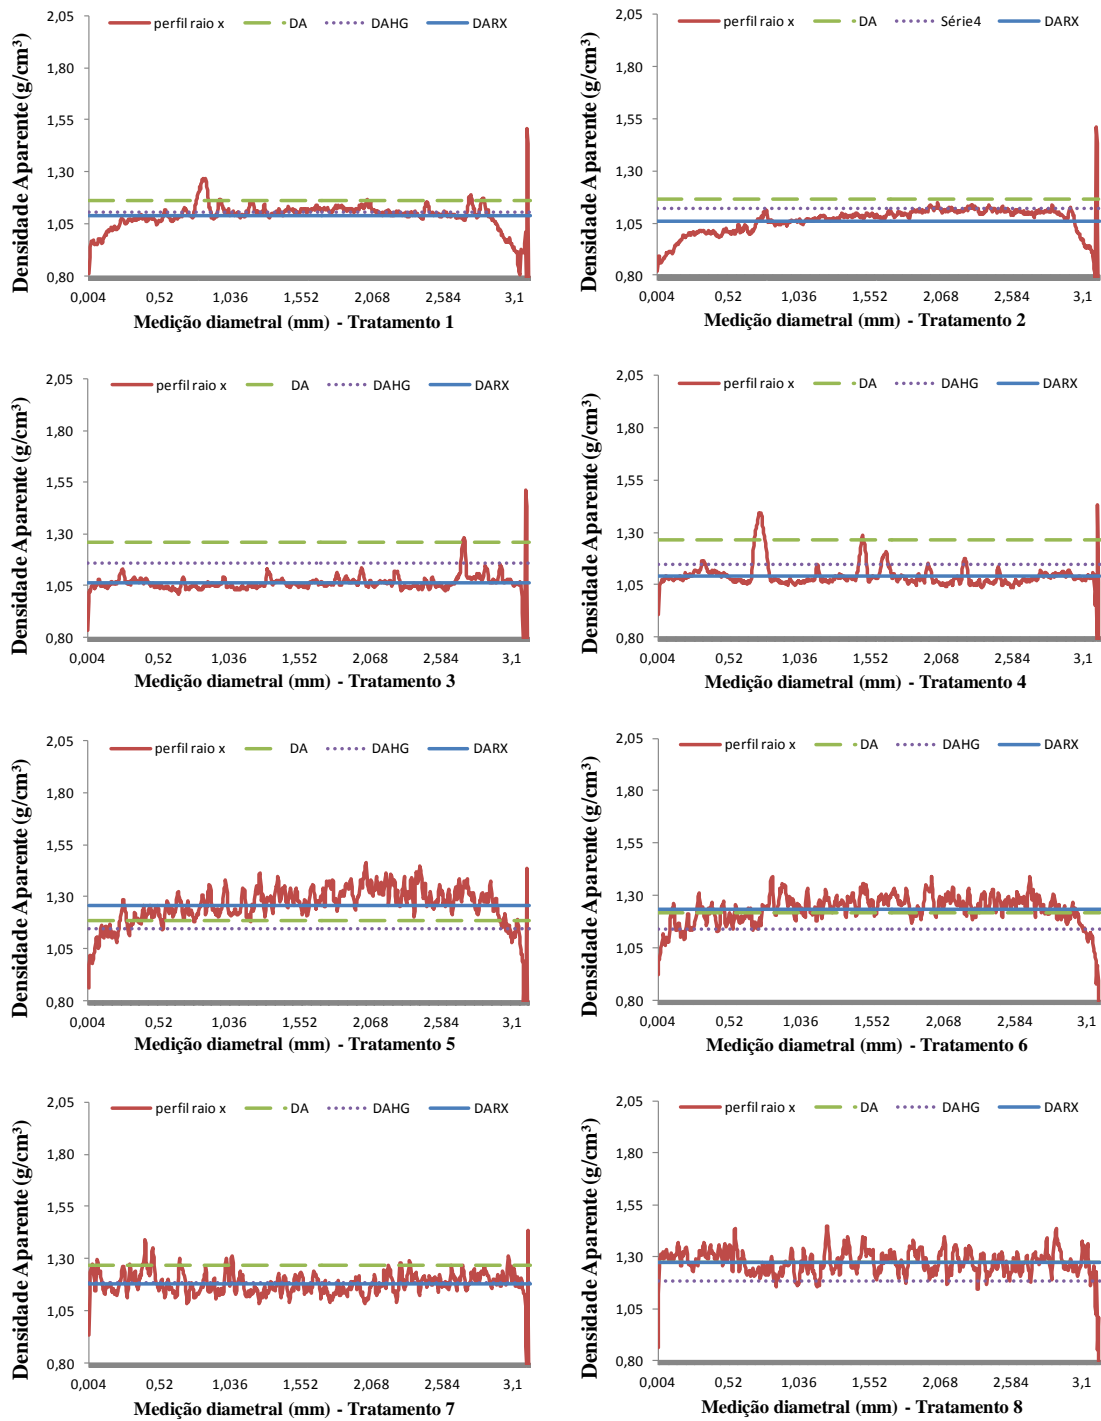 perfil raio x DA DAHG DARX
Densidade Aparente (g/cm³)
2,05
1,80
1,55
1,30
1,05
0,80
0,004 0,52 1,036 1,552 2,068 2,584 3,1
Medição diametral (mm) - Tratamento 1
perfil raio x DA Série4 DARX
Densidade Aparente (g/cm³)
2,05
1,80
1,55
1,30
1,05
0,80
0,004 0,52 1,036 1,552 2,068 2,584 3,1
Medição diametral (mm) - Tratamento 2
perfil raio x DA DAHG DARX
Densidade Aparente (g/cm³)
2,05
1,80
1,55
1,30
1,05
0,80
0,004 0,52 1,036 1,552 2,068 2,584 3,1
Medição diametral (mm) - Tratamento 3
perfil raio x DA DAHG DARX
Densidade Aparente (g/cm³)
2,05
1,80
1,55
1,30
1,05
0,80
0,004 0,52 1,036 1,552 2,068 2,584 3,1
Medição diametral (mm) - Tratamento 4
perfil raio x DA DAHG DARX
Densidade Aparente (g/cm³)
2,05
1,80
1,55
1,30
1,05
0,80
0,004 0,52 1,036 1,552 2,068 2,584 3,1
Medição diametral (mm) - Tratamento 5
perfil raio x DA DAHG DARX
Densidade Aparente (g/cm³)
2,05
1,80
1,55
1,30
1,05
0,80
0,004 0,52 1,036 1,552 2,068 2,584 3,1
Medição diametral (mm) - Tratamento 6
perfil raio x DA DAHG DARX
Densidade Aparente (g/cm³)
2,05
1,80
1,55
1,30
1,05
0,80
0,004 0,52 1,036 1,552 2,068 2,584 3,1
Medição diametral (mm) - Tratamento 7
perfil raio x DA DAHG DARX
Densidade Aparente (g/cm³)
2,05
1,80
1,55
1,30
1,05
0,80
0,004 0,52 1,036 1,552 2,068 2,584 3,1
Medição diametral (mm) - Tratamento 8